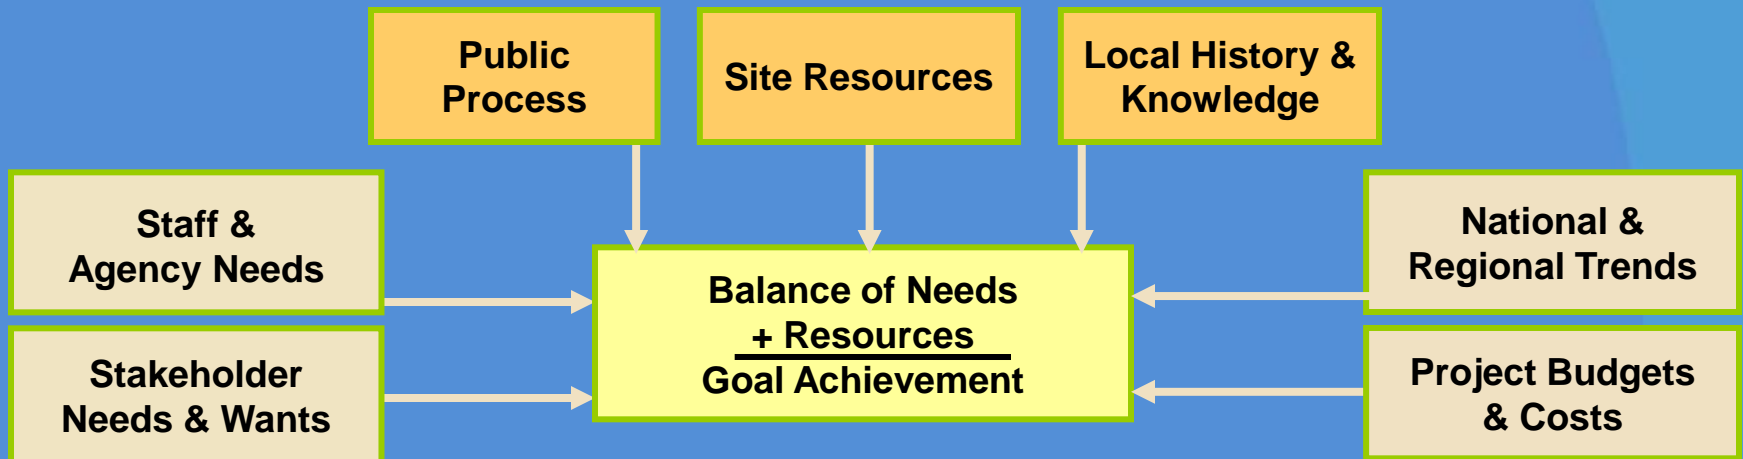 Public
Process
Site Resources
Local History &
Knowledge
Staff &
Agency Needs
National &
Regional Trends
Balance of Needs
+ Resources
Goal Achievement
Stakeholder
Needs & Wants
Project Budgets
& Costs